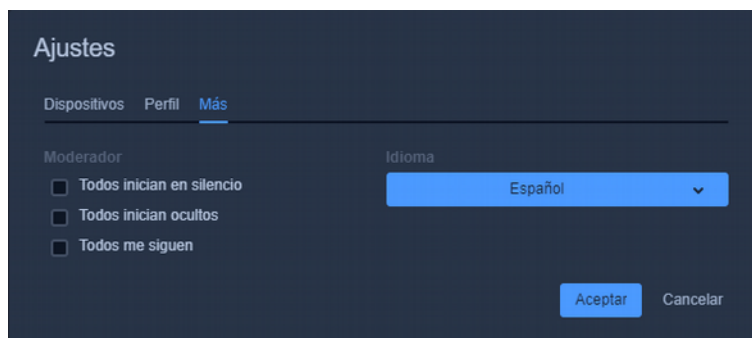 Ajustes
Dispositivos Perfil Más
Moderador
Todos inician en silencio
Todos inician ocultos
Todos me siguen
Idioma
Español
Aceptar Cancelar